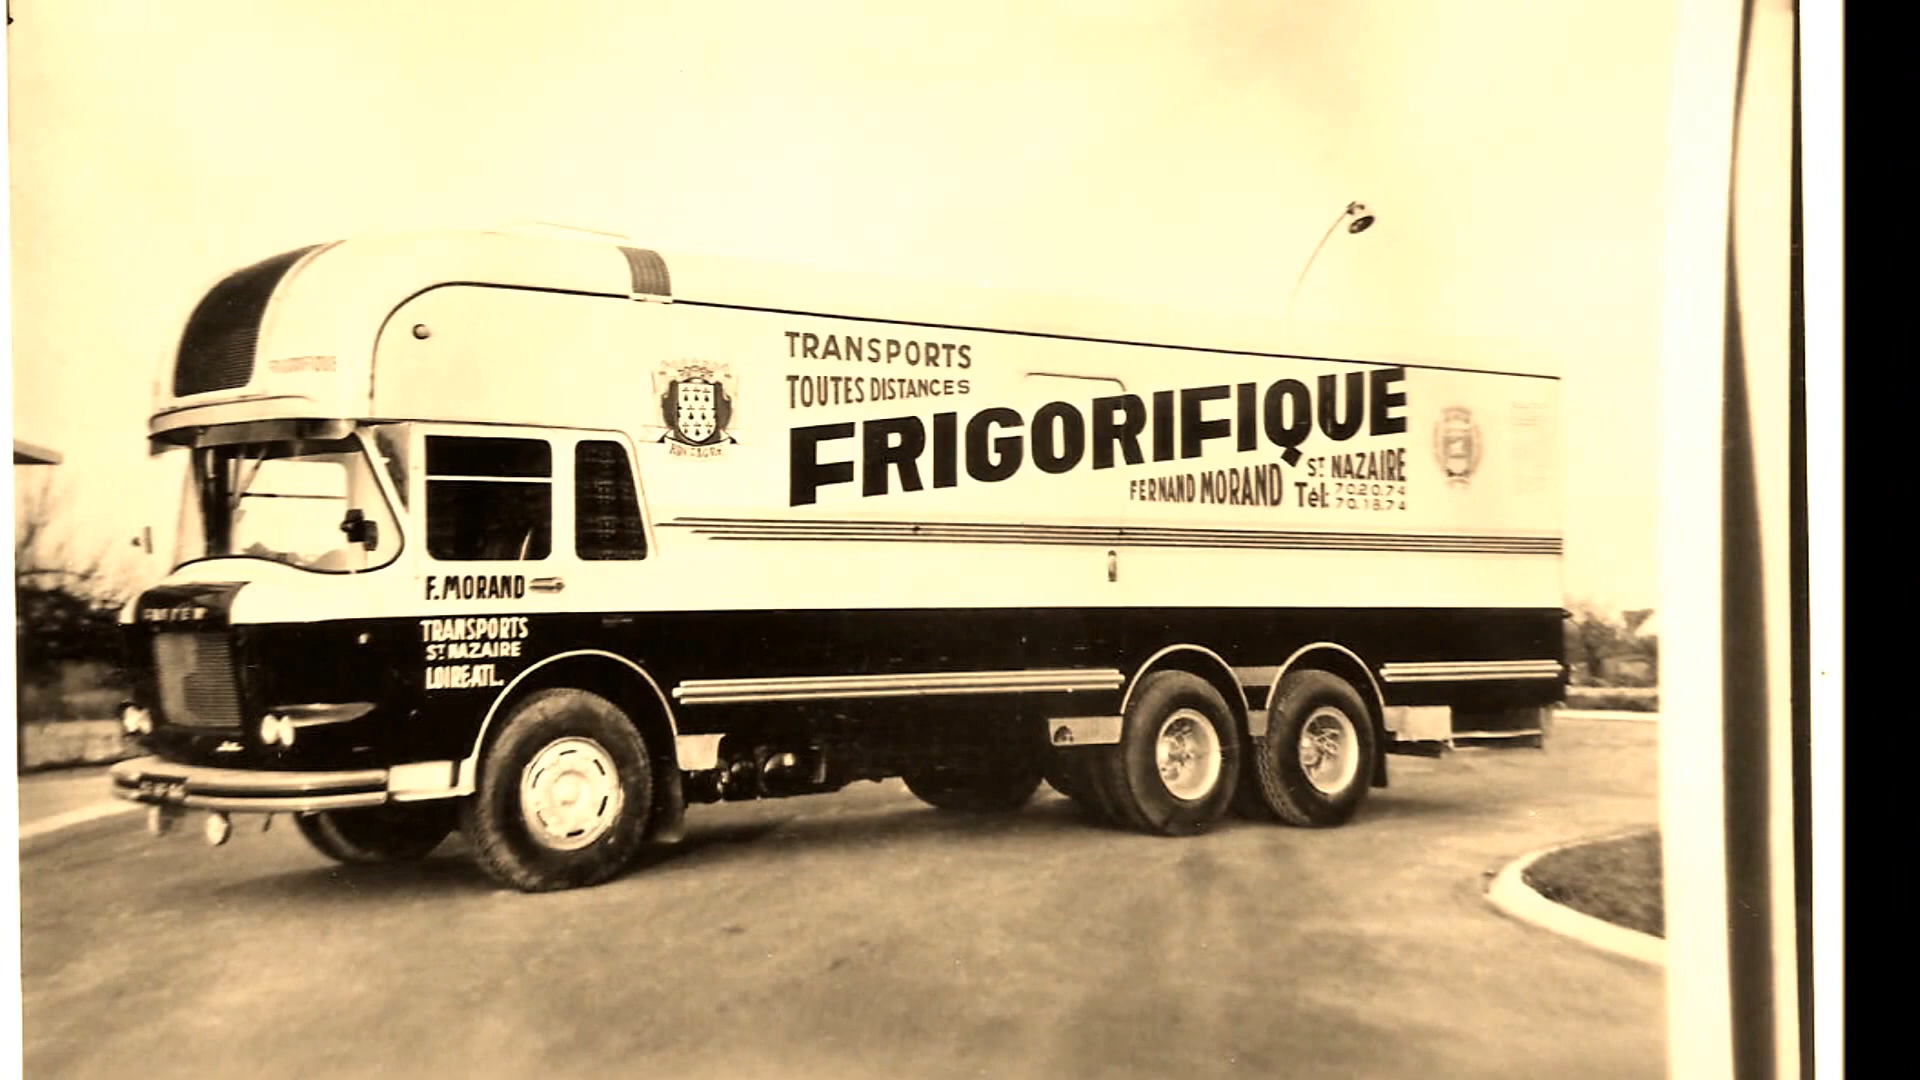 FRIGORIFIQUE
TRANSPORTS
TOUTES DISTANCES
FRIGORIFIQUE
FERNAND MORAND
ST NAZAIRE
Tél: 70.20.74
70.18.74
F. MORAND
TRANSPORTS
ST NAZAIRE
LOIRE ATL.